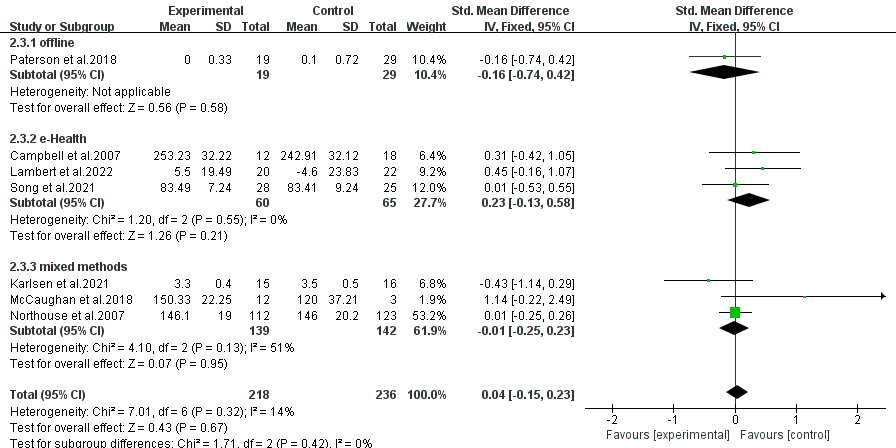 Experimental Control Std. Mean Difference Std. Mean Difference
Study or Subgroup Mean SD Total Mean SD Total Weight IV, Fixed, 95% CI IV, Fixed, 95% CI
2.3.1 offline
Paterson et al.2018 0 0.33 19 0.1 0.72 29 10.4% -0.16 [-0.74, 0.42]
Subtotal (95% CI) 19 29 10.4% -0.16 [-0.74, 0.42]
Heterogeneity: Not applicable
Test for overall effect: Z = 0.56 (P = 0.58)
2.3.2 e-Health
Campbell et al.2007 253.23 32.22 12 242.91 32.12 18 6.4% 0.31 [-0.42, 1.05]
Lambert et al.2022 5.5 19.49 20 -4.6 23.83 22 9.2% 0.45 [-0.16, 1.07]
Song et al.2021 83.49 7.24 28 83.41 9.24 25 12.0% 0.01 [-0.53, 0.55]
Subtotal (95% CI) 60 65 27.7% 0.23 [-0.13, 0.58]
Heterogeneity: Chi² = 1.20, df = 2 (P = 0.55); I² = 0%
Test for overall effect: Z = 1.26 (P = 0.21)
2.3.3 mixed methods
Karlsen et al.2021 3.3 0.4 15 3.5 0.5 16 6.8% -0.43 [-1.14, 0.29]
McCaughan et al.2018 150.33 22.25 12 120 37.21 3 1.9% 1.14 [-0.22, 2.49]
Northouse et al.2007 146.1 19 112 146 20.2 123 53.2% 0.01 [-0.25, 0.26]
Subtotal (95% CI) 139 142 61.9% -0.01 [-0.25, 0.23]
Heterogeneity: Chi² = 4.10, df = 2 (P = 0.13); I² = 51%
Test for overall effect: Z = 0.07 (P = 0.95)
Total (95% CI) 218 236 100.0% 0.04 [-0.15, 0.23]
Heterogeneity: Chi² = 7.01, df = 6 (P = 0.32); I² = 14%
Test for overall effect: Z = 0.43 (P = 0.67)
Test for subgroup differences: Chi² = 1.71, df = 2 (P = 0.42), I² = 0%
-2 -1 0 1 2
Favours [experimental] Favours [control]